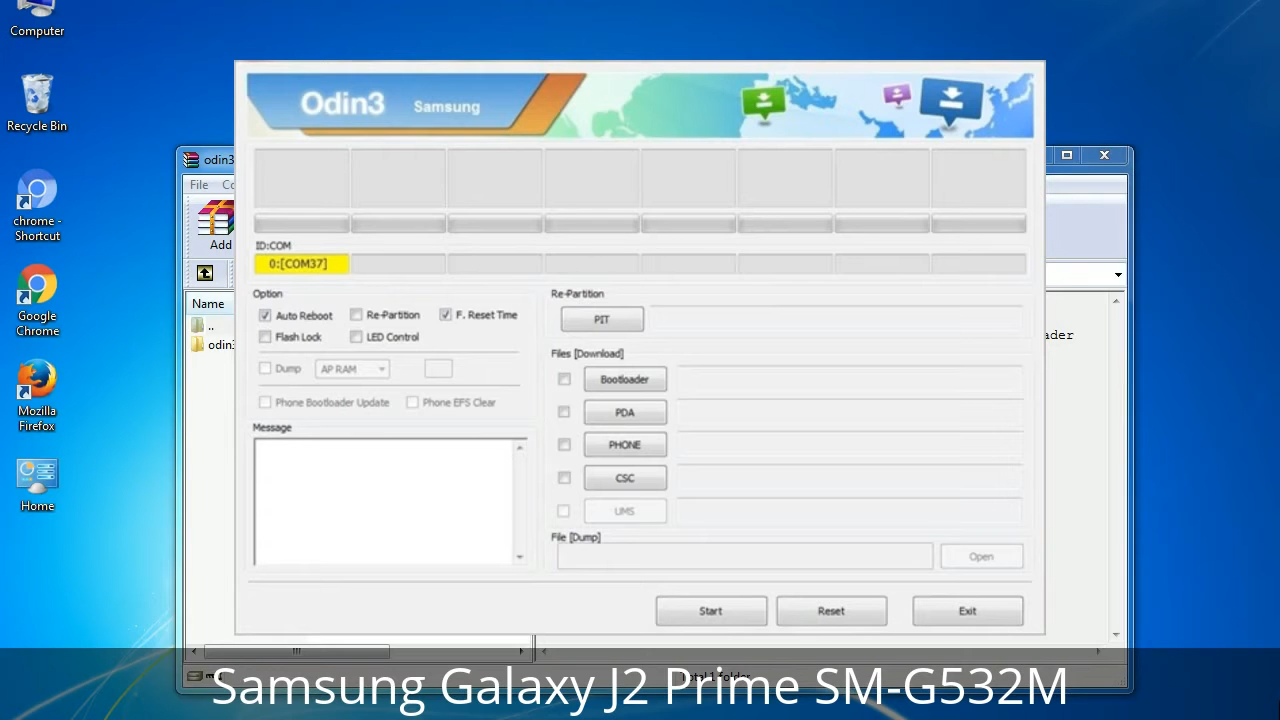 Computer
Recycle Bin
chrome - Shortcut
Google Chrome
Mozilla Firefox
Home
odin3
File
Add
Name
..
odin3
Odin3 Samsung
ID:COM
0:[COM37]
Option
Auto Reboot Re-Partition F. Reset Time
Flash Lock LED Control
Dump AP RAM
Phone Bootloader Update Phone EFS Clear
Message
Re-Partition
PIT
Files [Download]
Bootloader
PDA
PHONE
CSC
UMS
File [Dump]
Open
Start Reset Exit
Total 1 folder
Samsung Galaxy J2 Prime SM-G532M